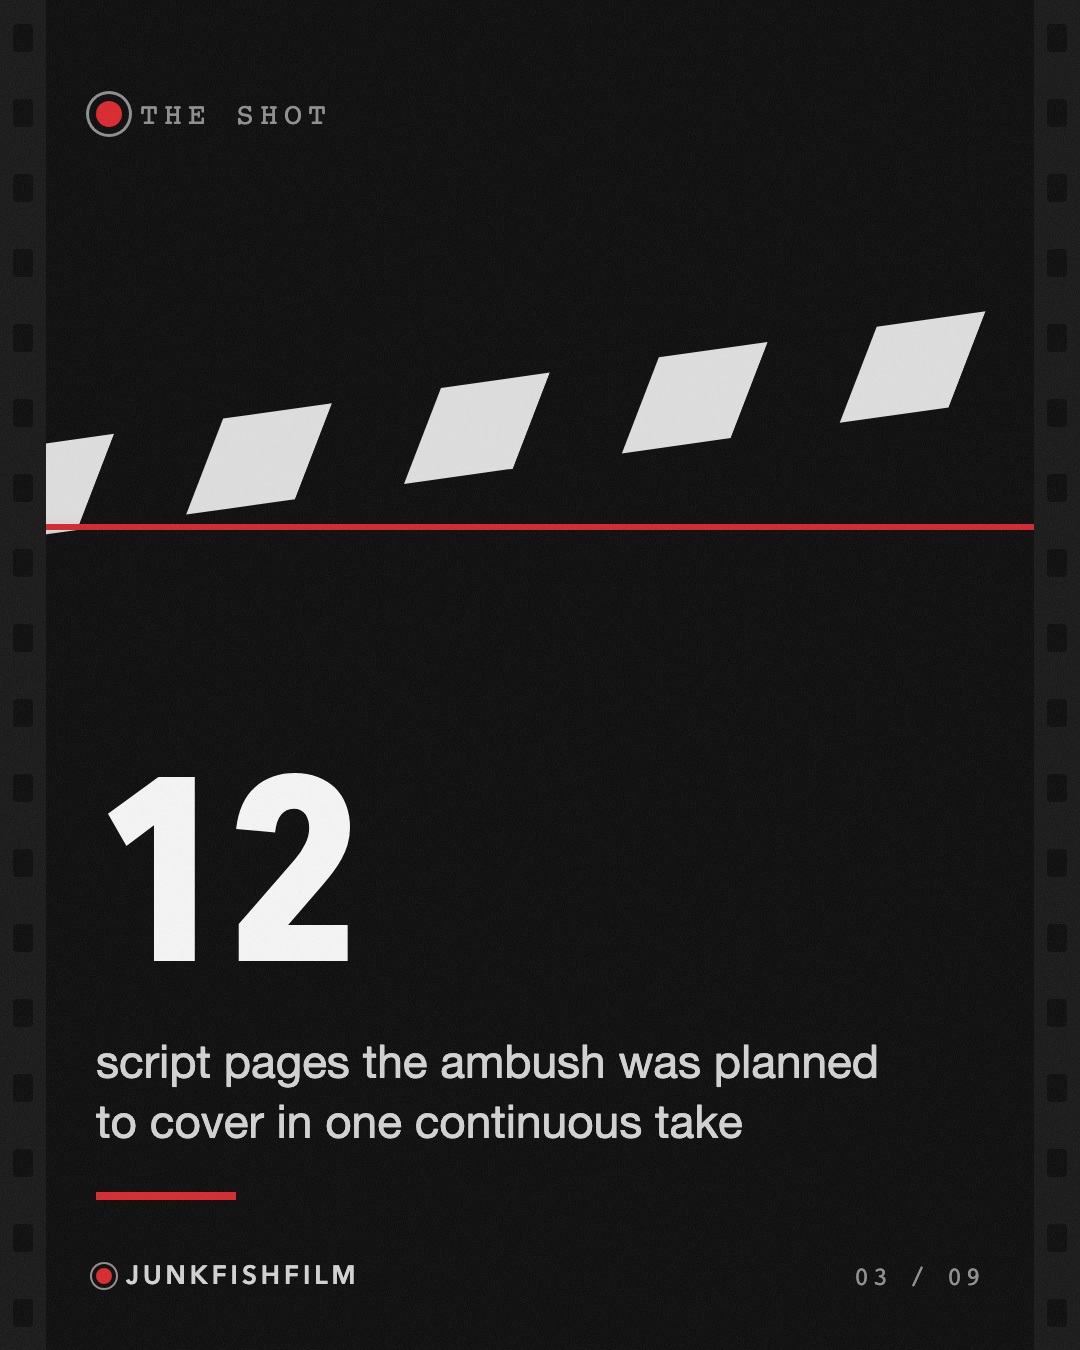 THE SHOT
12
script pages the ambush was planned
to cover in one continuous take
JUNKFISHFILM
03 / 09